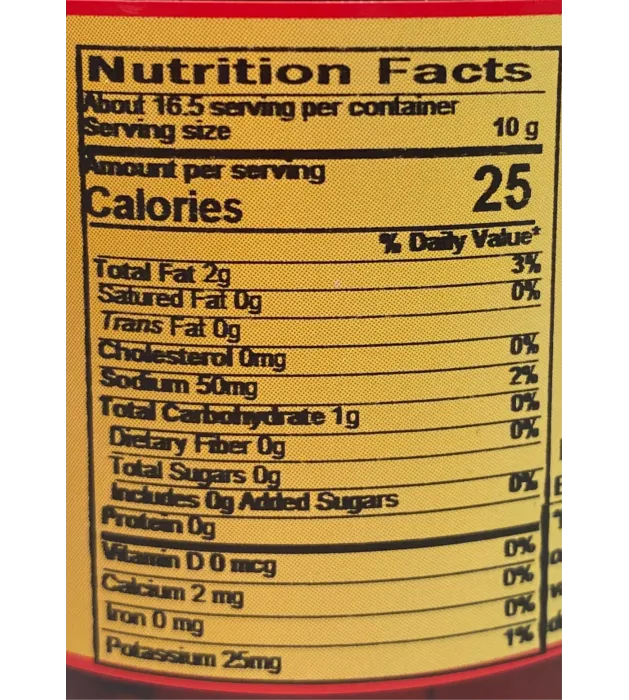 Nutrition Facts
About 16.5 serving per container
Serving size 10 g
Amount per serving
Calories 25
% Daily Value*
Total Fat 2g 3%
Satured Fat 0g 0%
Trans Fat 0g
Cholesterol 0mg 0%
Sodium 50mg 2%
Total Carbohydrate 1g 0%
Dietary Fiber 0g 0%
Total Sugars 0g
Includes 0g Added Sugars 0%
Protein 0g
Vitamin D 0 mcg 0%
Calcium 2 mg 0%
Iron 0 mg 0%
Potassium 25mg 1%